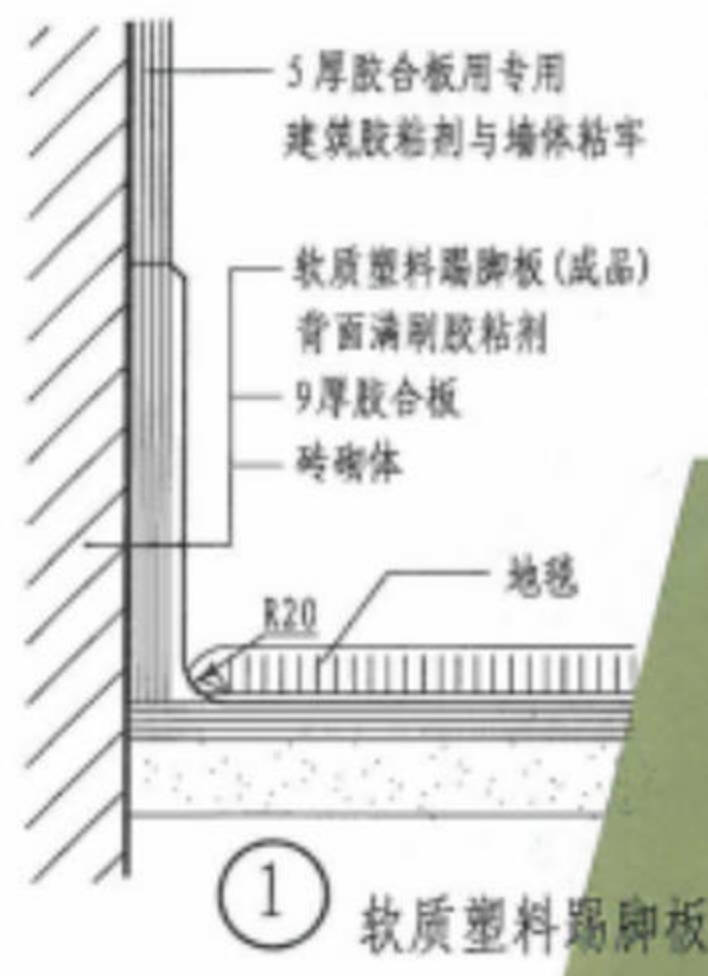 5厚胶合板用专用
建筑胶粘剂与墙体粘牢
软质塑料踢脚板(成品)
背面满刷胶粘剂
9厚胶合板
砖砌体
地毯
R20
1 软质塑料踢脚板